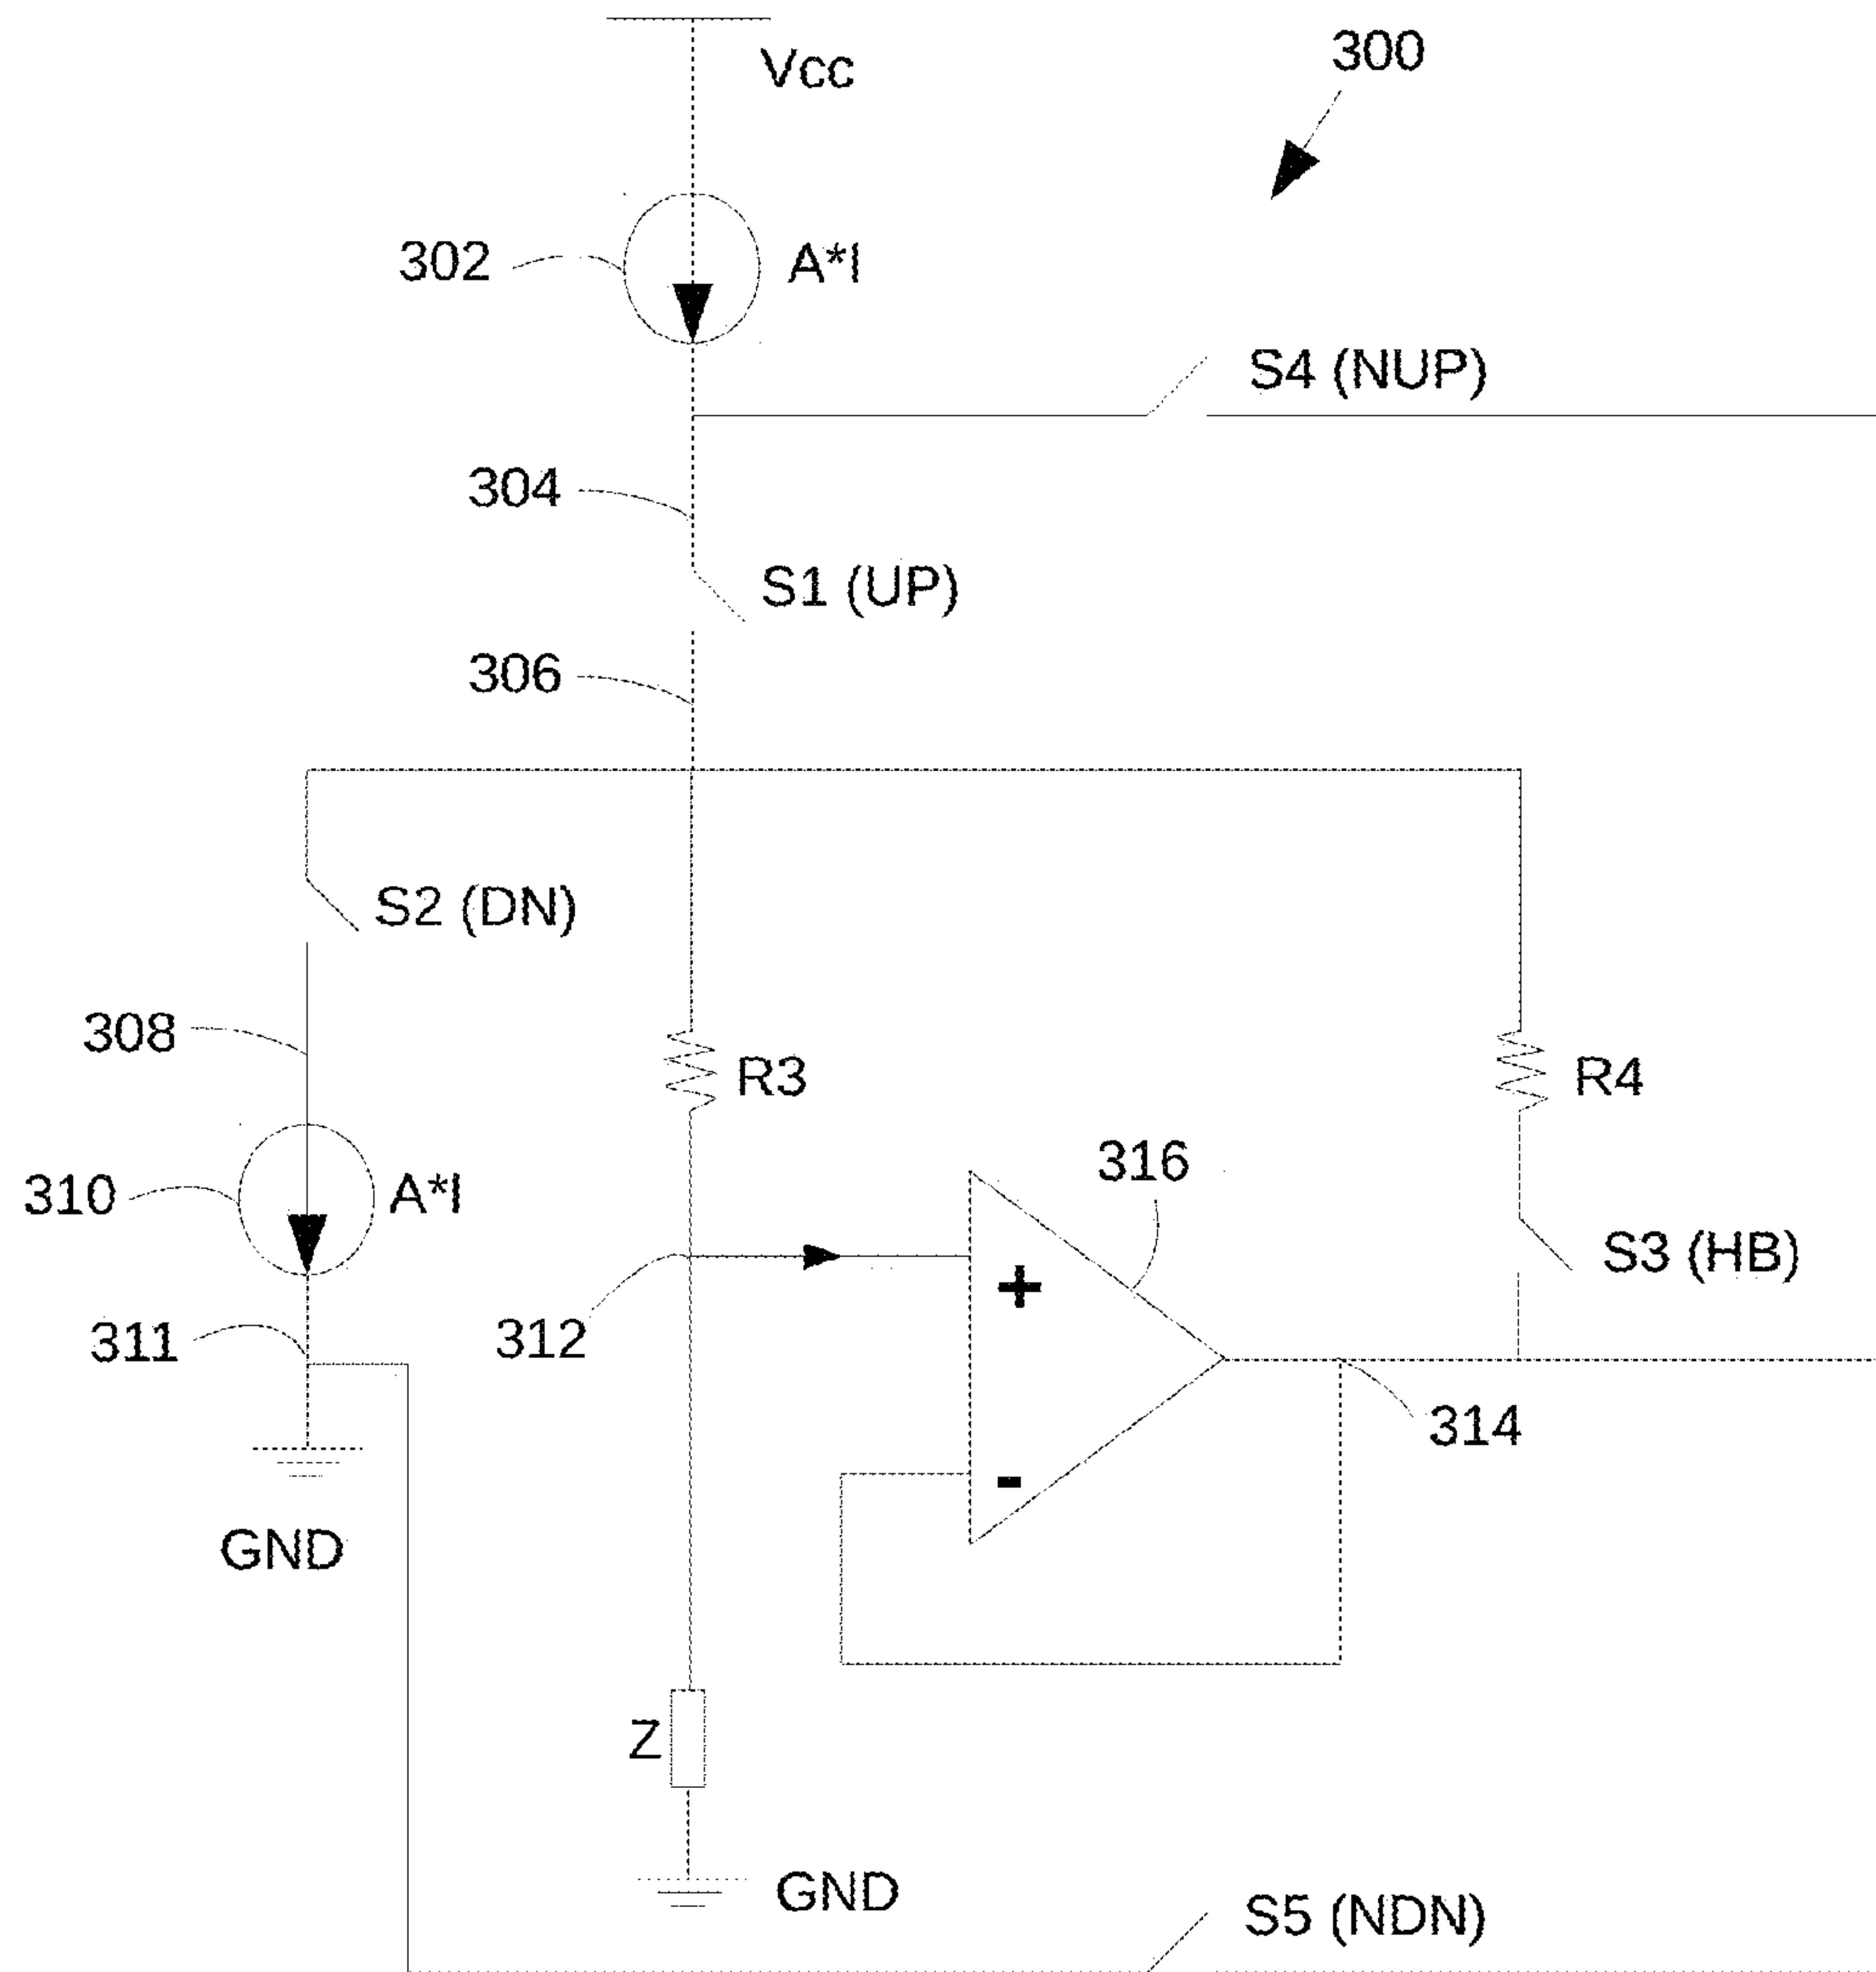 Vcc
300
302
A*I
S4 (NUP)
304
S1 (UP)
306
S2 (DN)
308
R3
R4
316
310
A*I
S3 (HB)
+
311
312
314
-
GND
Z
GND
S5 (NDN)